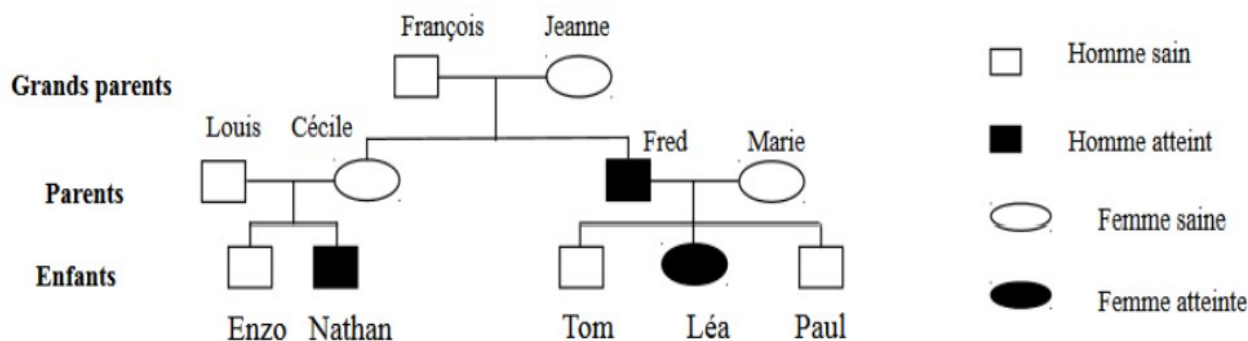 François Jeanne
Grands parents
Louis Cécile Fred Marie
Parents
Enfants
Enzo Nathan Tom Léa Paul
Homme sain
Homme atteint
Femme saine
Femme atteinte